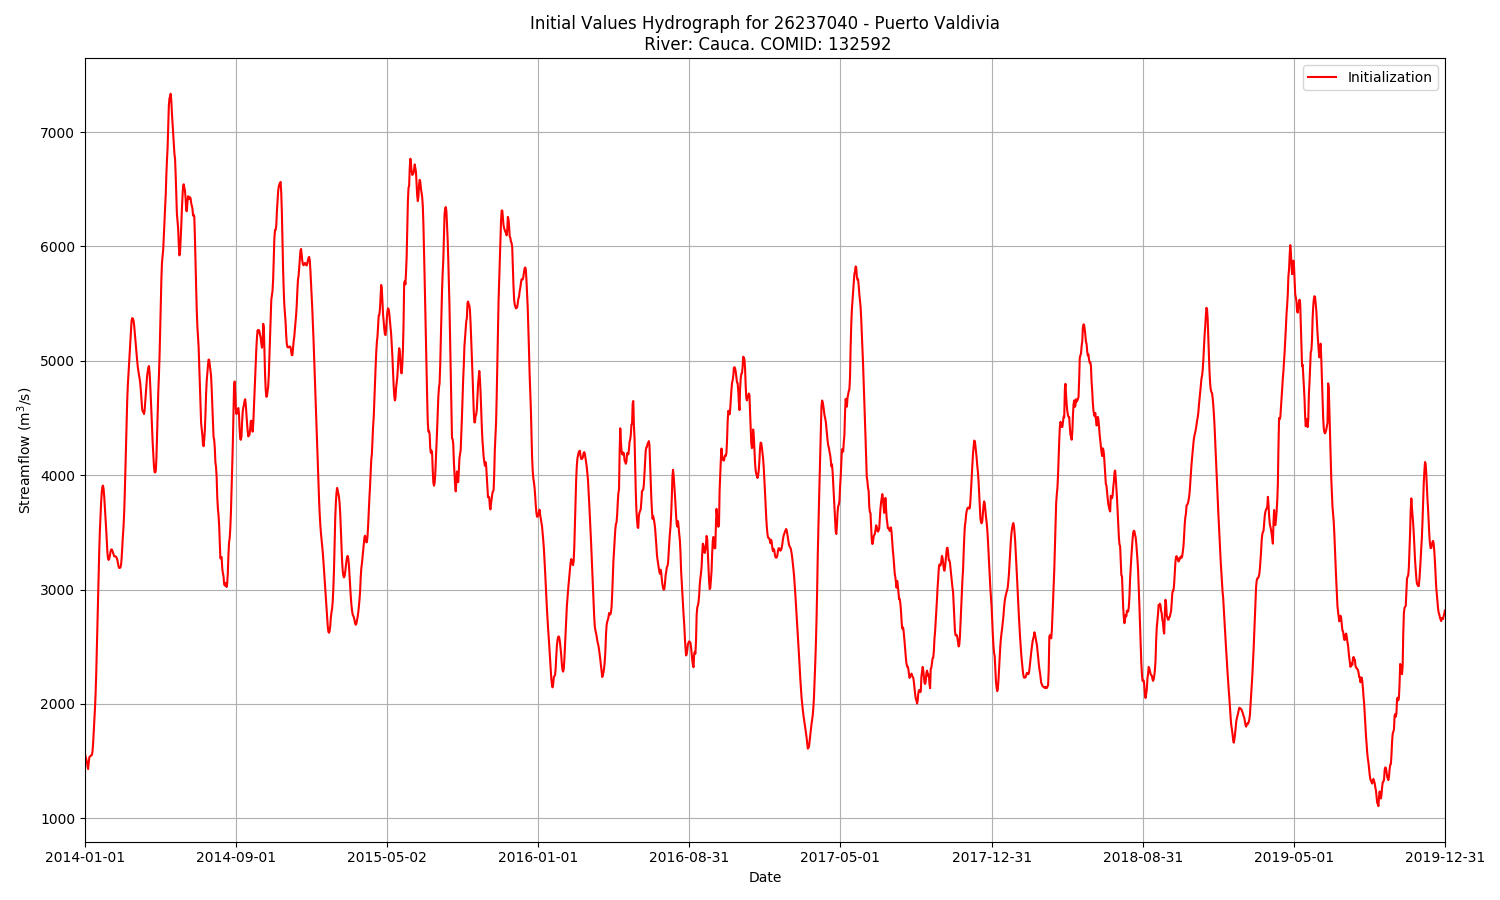 Initial Values Hydrograph for 26237040 - Puerto Valdivia
River: Cauca. COMID: 132592
Initialization
Streamflow (m³/s)
7000
6000
5000
4000
3000
2000
1000
2014-01-01 2014-09-01 2015-05-02 2016-01-01 2016-08-31 2017-05-01 2017-12-31 2018-08-31 2019-05-01 2019-12-31
Date